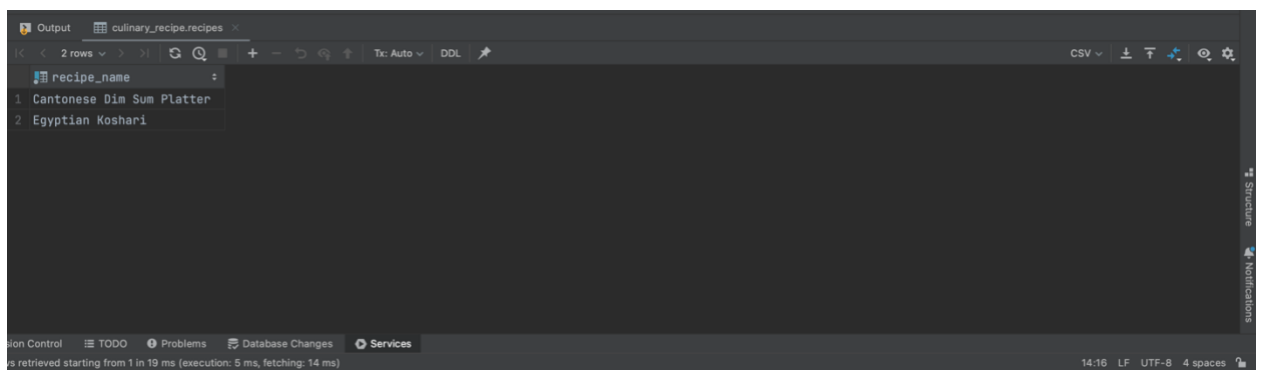 Output culinary_recipe.recipes
2 rows Tx: Auto DDL CSV
recipe_name
1 Cantonese Dim Sum Platter
2 Egyptian Koshari
Structure
Notifications
sion Control TODO Problems Database Changes Services
ws retrieved starting from 1 in 19 ms (execution: 5 ms, fetching: 14 ms) 14:16 LF UTF-8 4 spaces